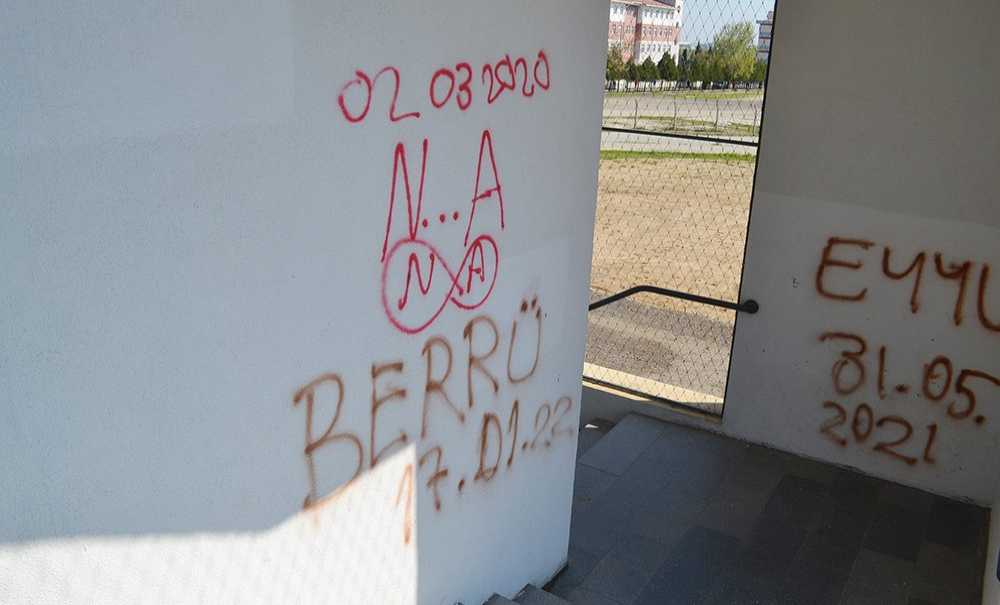 02 03 2020
N...A
N A
BERRÜ
17.01.22
EYYU
31.05.
2021